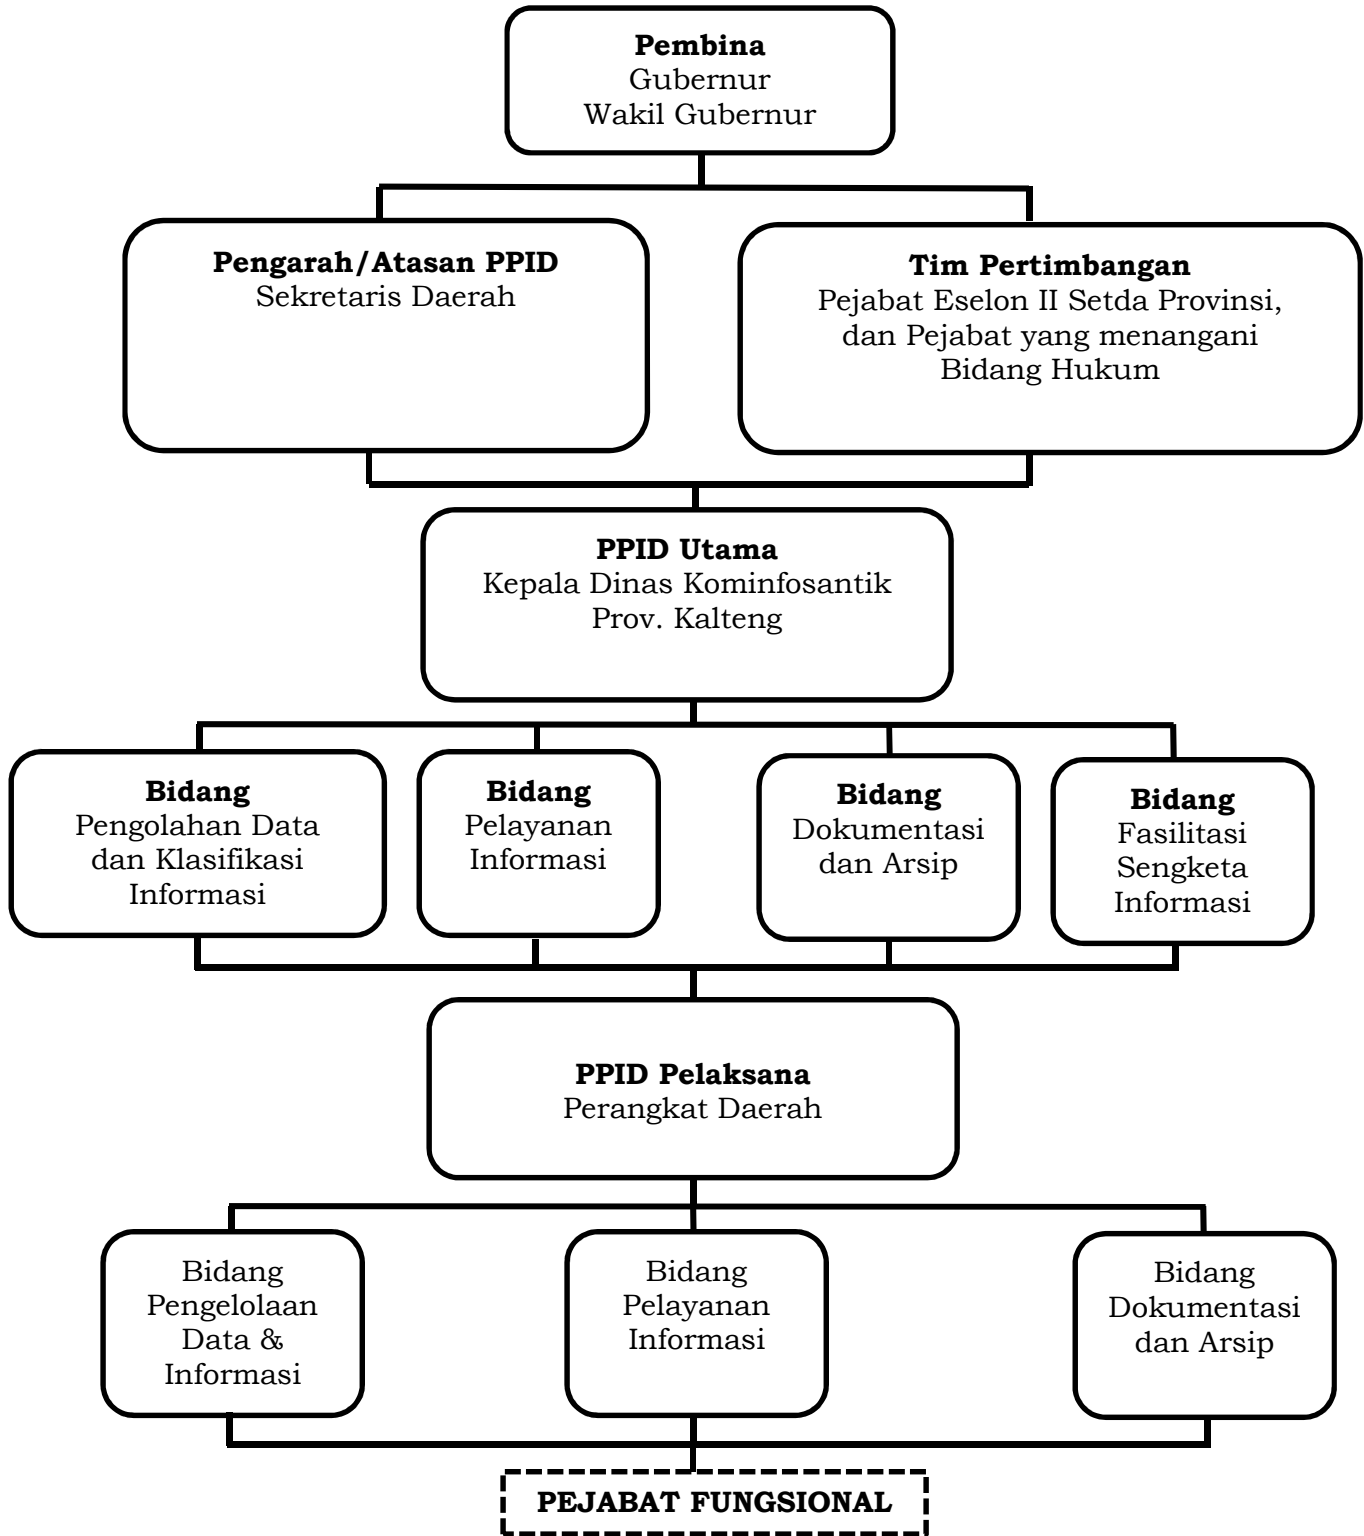 Pembina
Gubernur
Wakil Gubernur
Pengarah/Atasan PPID
Sekretaris Daerah
Tim Pertimbangan
Pejabat Eselon II Setda Provinsi,
dan Pejabat yang menangani
Bidang Hukum
PPID Utama
Kepala Dinas Kominfosantik
Prov. Kalteng
Bidang
Pengolahan Data
dan Klasifikasi
Informasi
Bidang
Pelayanan
Informasi
Bidang
Dokumentasi
dan Arsip
Bidang
Fasilitasi
Sengketa
Informasi
PPID Pelaksana
Perangkat Daerah
Bidang
Pengelolaan
Data &
Informasi
Bidang
Pelayanan
Informasi
Bidang
Dokumentasi
dan Arsip
PEJABAT FUNGSIONAL